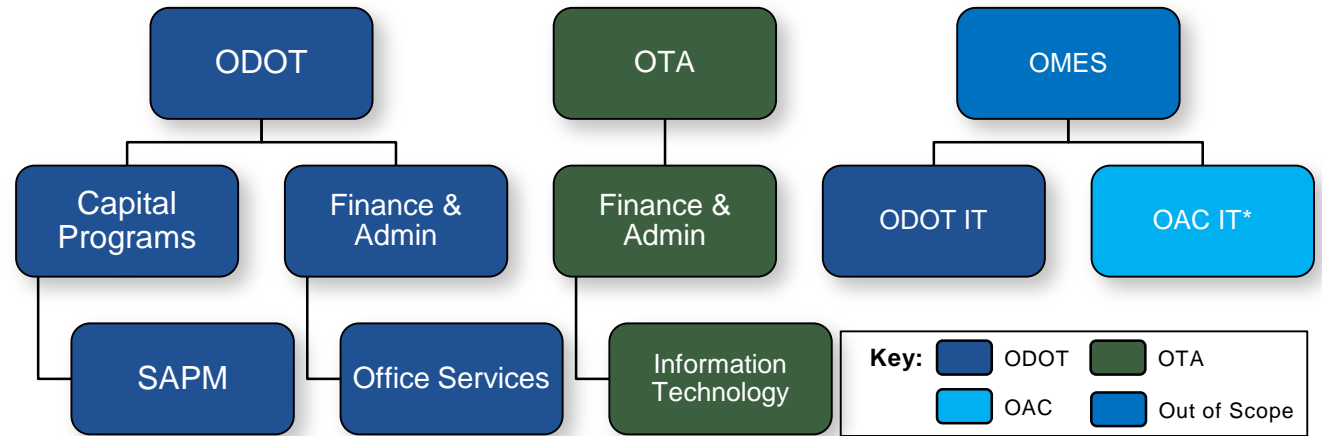 ODOT
OTA
OMES
Capital
Programs
Finance &
Admin
Finance &
Admin
ODOT IT
OAC IT*
SAPM
Office Services
Information
Technology
Key:
ODOT
OTA
OAC
Out of Scope